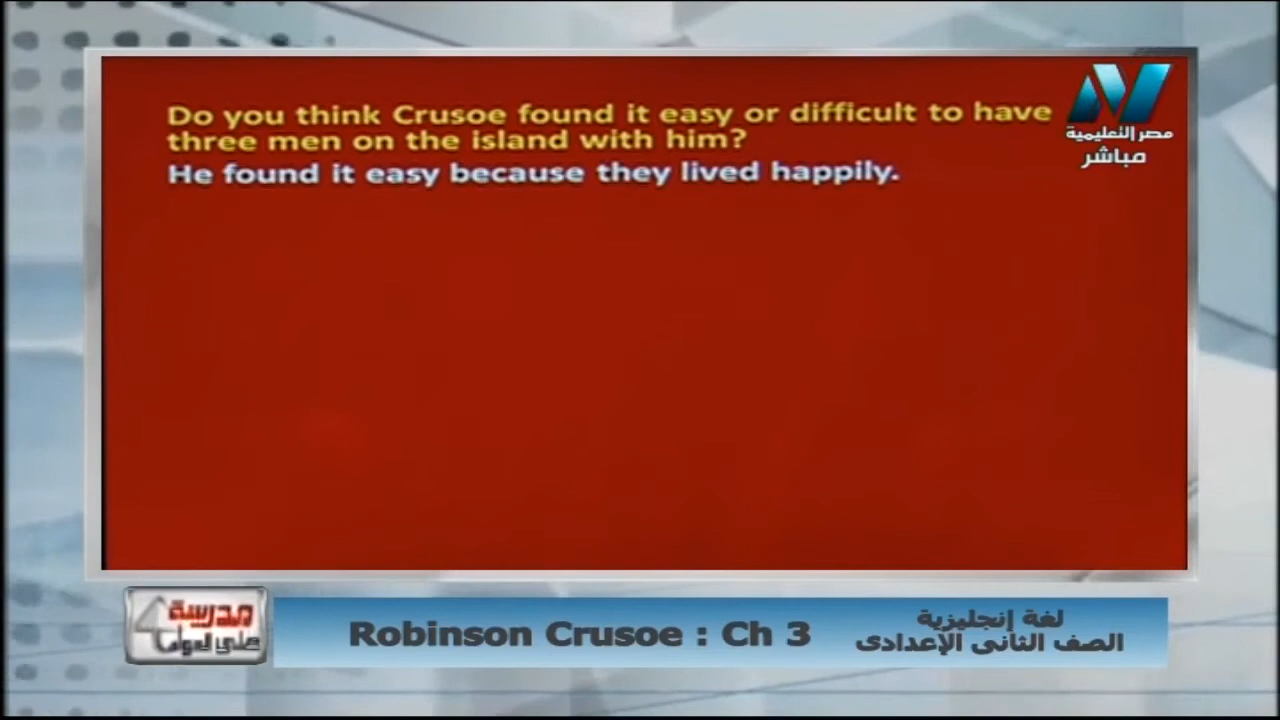 Do you think Crusoe found it easy or difficult to have
three men on the island with him?
He found it easy because they lived happily.
مصر التعليمية
مباشر
مدرسة
على الهواء
Robinson Crusoe : Ch 3
لغة إنجليزية
الصف الثانى الإعدادى